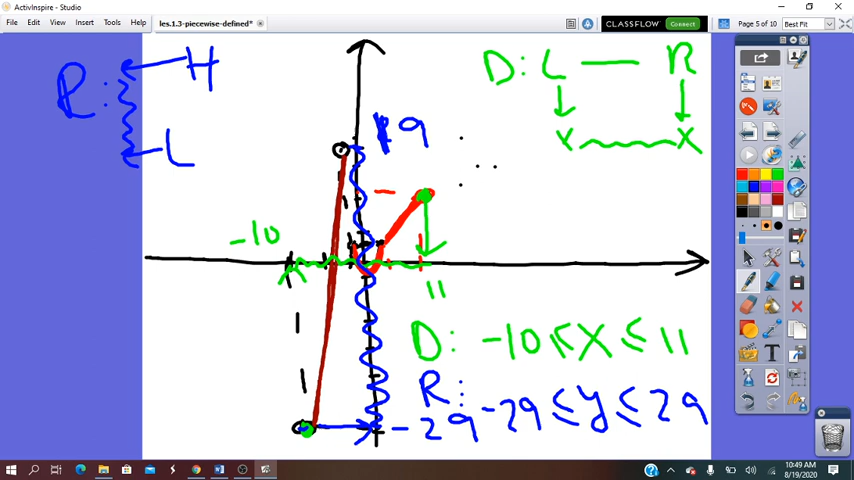 ActivInspire - Studio
File Edit View Insert Tools Help
CLASSFLOW Connect
Page 5 of 10
Best Fit
les.1.3-piecewise-defined*
R: H
L
D: L — R
X X
9
-10
11
D: -10 ≤ X ≤ 11
R: -29 ≤ y ≤ 29
-29
10:49 AM
8/19/2020